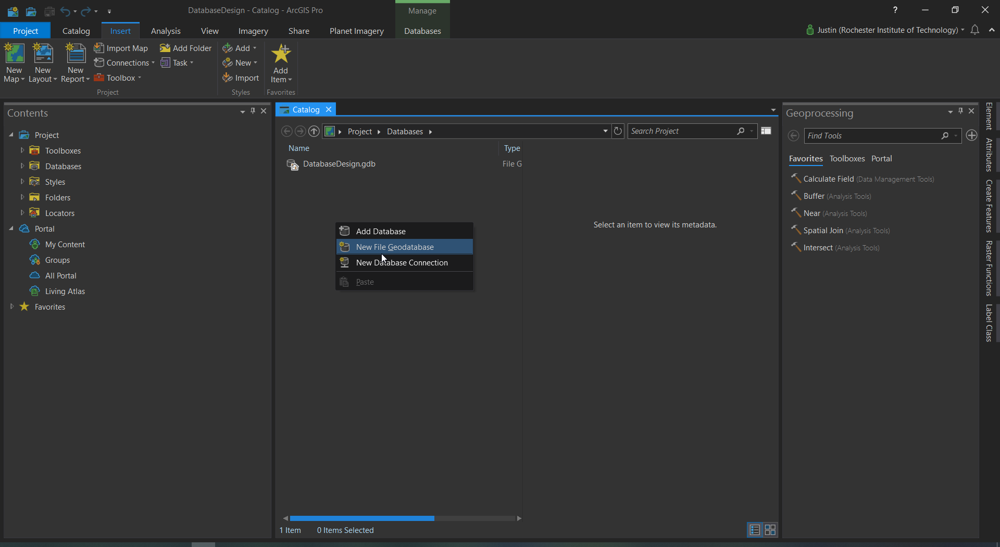 DatabaseDesign - Catalog - ArcGIS Pro
Manage
?
Project
Catalog
Insert
Analysis
View
Imagery
Share
Planet Imagery
Databases
Justin (Rochester Institute of Technology)
New Map
New Layout
New Report
Import Map
Connections
Toolbox
Add Folder
Task
Project
Add
New
Import
Styles
Add Item
Favorites
Contents
Project
Toolboxes
Databases
Styles
Folders
Locators
Portal
My Content
Groups
All Portal
Living Atlas
Favorites
Catalog
Project
Databases
Search Project
Name
Type
DatabaseDesign.gdb
File G
Add Database
New File Geodatabase
New Database Connection
Paste
Select an item to view its metadata.
1 Item
0 Items Selected
Geoprocessing
Find Tools
Favorites
Toolboxes
Portal
Calculate Field (Data Management Tools)
Buffer (Analysis Tools)
Near (Analysis Tools)
Spatial Join (Analysis Tools)
Intersect (Analysis Tools)
Element
Attributes
Create Features
Raster Functions
Label Class